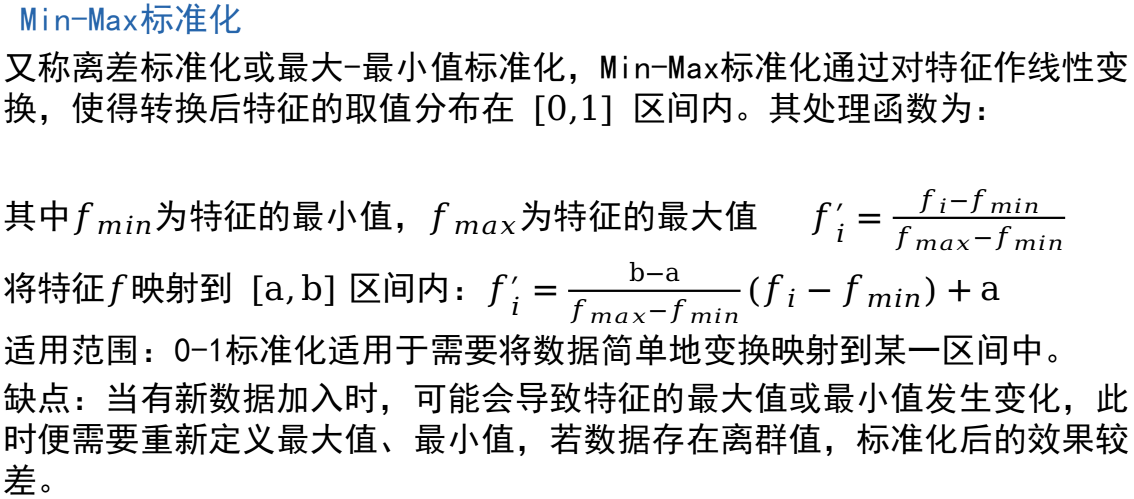 Min-Max标准化
又称离差标准化或最大-最小值标准化，Min-Max标准化通过对特征作线性变
换，使得转换后特征的取值分布在 [0,1] 区间内。其处理函数为：
其中f_{min}为特征的最小值，f_{max}为特征的最大值 f'_i = \frac{f_i-f_{min}}{f_{max}-f_{min}}
将特征f映射到 [a,b] 区间内：f'_i = \frac{b-a}{f_{max}-f_{min}}(f_i - f_{min}) + a
适用范围：0-1标准化适用于需要将数据简单地变换映射到某一区间中。
缺点：当有新数据加入时，可能会导致特征的最大值或最小值发生变化，此
时便需要重新定义最大值、最小值，若数据存在离群值，标准化后的效果较
差。